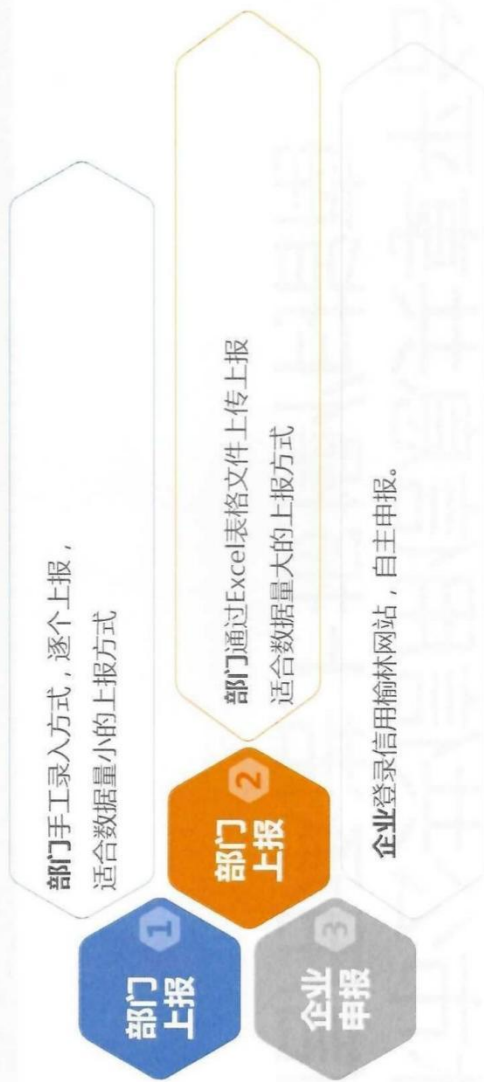 部门
上报
1
部门手工录入方式，逐个上报，
适合数据量小的上报方式
部门
上报
2
部门通过Excel表格文件上传上报
适合数据量大的上报方式
企业
申报
3
企业登录信用榆林网站，自主申报。